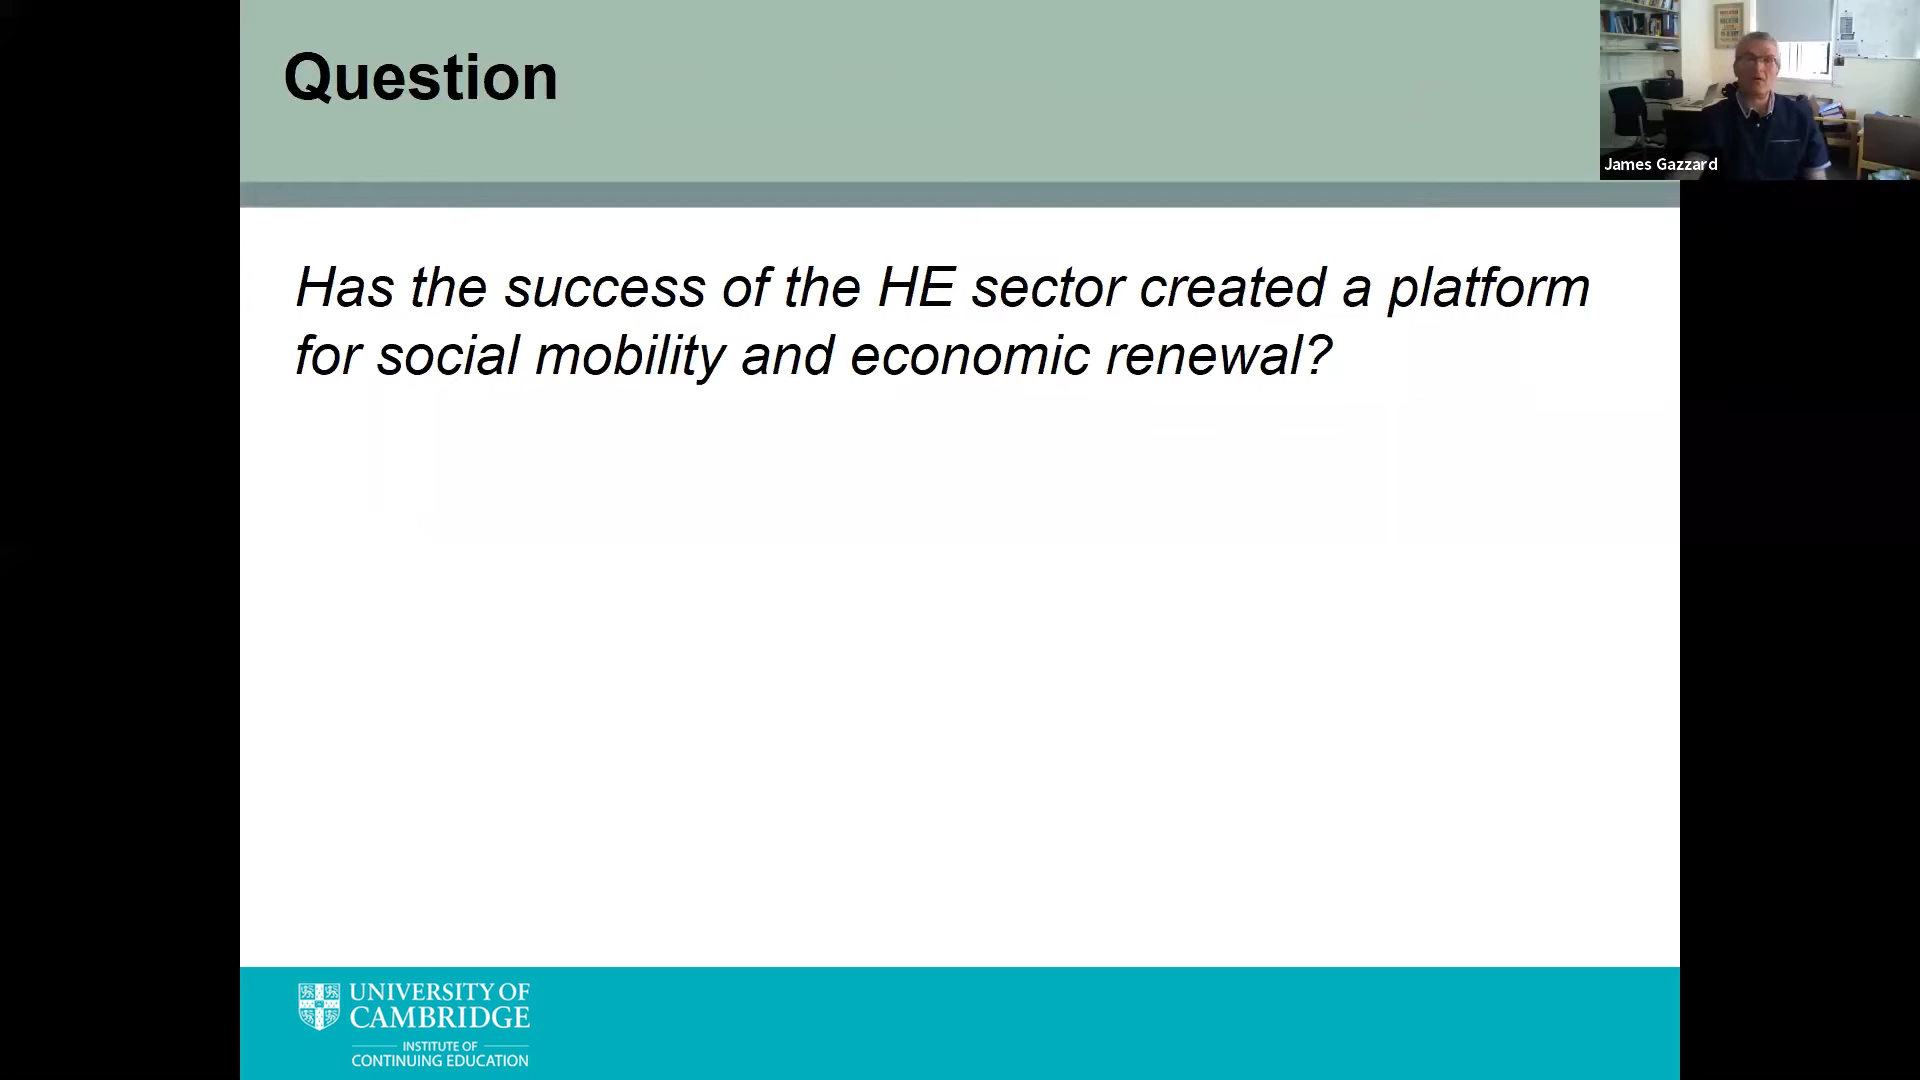 Question
James Gazzard
Has the success of the HE sector created a platform
for social mobility and economic renewal?
UNIVERSITY OF
CAMBRIDGE
INSTITUTE OF
CONTINUING EDUCATION